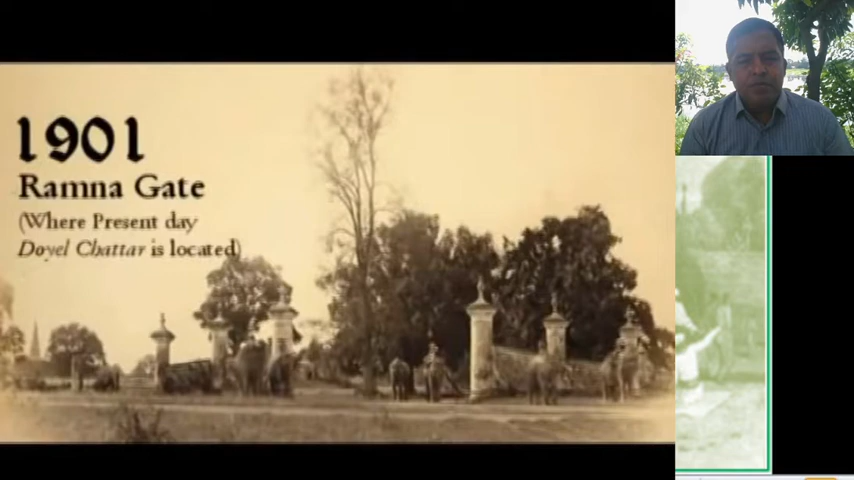 1901
Ramna Gate
(Where Present day
Doyel Chattar is located)